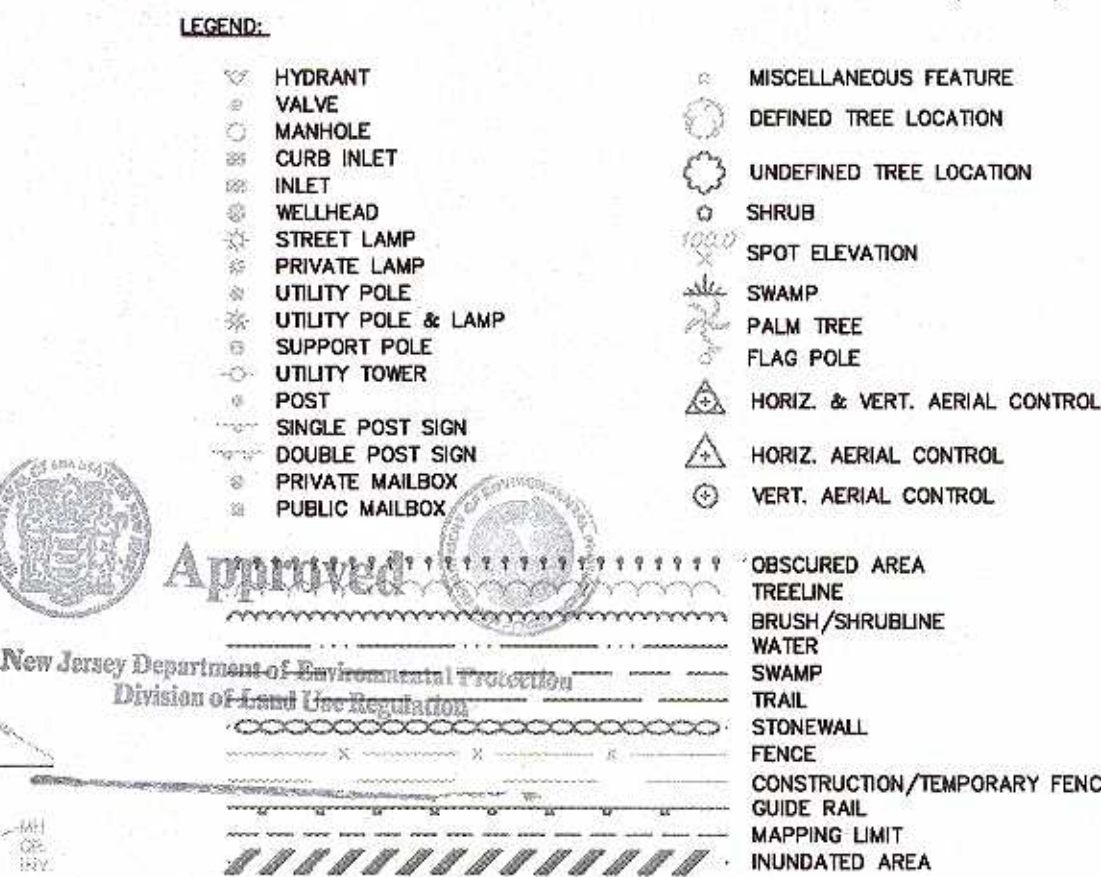 LEGEND:
HYDRANT
VALVE
MANHOLE
CURB INLET
INLET
WELLHEAD
STREET LAMP
PRIVATE LAMP
UTILITY POLE
UTILITY POLE & LAMP
SUPPORT POLE
UTILITY TOWER
POST
SINGLE POST SIGN
DOUBLE POST SIGN
PRIVATE MAILBOX
PUBLIC MAILBOX
MISCELLANEOUS FEATURE
DEFINED TREE LOCATION
UNDEFINED TREE LOCATION
SHRUB
100.0
SPOT ELEVATION
SWAMP
PALM TREE
FLAG POLE
HORIZ. & VERT. AERIAL CONTROL
HORIZ. AERIAL CONTROL
VERT. AERIAL CONTROL
Approved
New Jersey Department of Environmental Protection
Division of Land Use Regulation
OBSCURED AREA
TREELINE
BRUSH/SHRUBLINE
WATER
SWAMP
TRAIL
STONEWALL
FENCE
CONSTRUCTION/TEMPORARY FENC
GUIDE RAIL
MAPPING LIMIT
INUNDATED AREA
MH